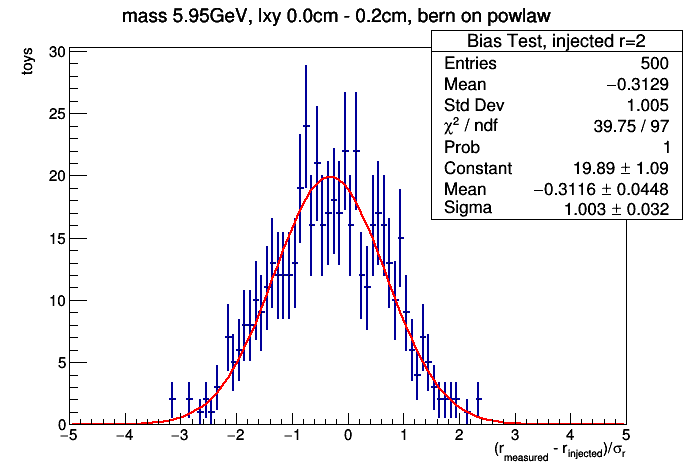 mass 5.95GeV, lxy 0.0cm - 0.2cm, bern on powlaw
Bias Test, injected r=2
Entries 500
Mean −0.3129
Std Dev 1.005
χ² / ndf 39.75 / 97
Prob 1
Constant 19.89 ± 1.09
Mean −0.3116 ± 0.0448
Sigma 1.003 ± 0.032
toys
30
25
20
15
10
5
0
−5 −4 −3 −2 −1 0 1 2 3 4 5
(r_measured - r_injected)/σ_r